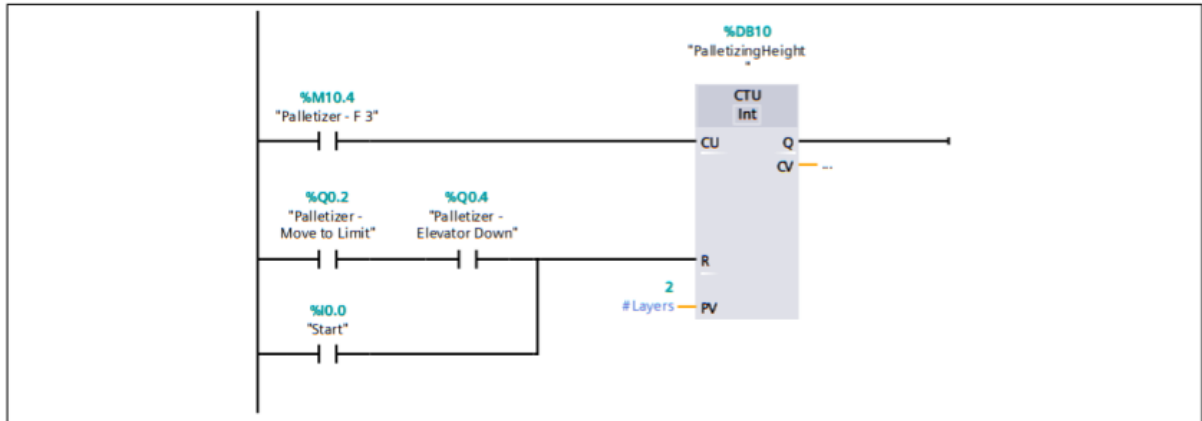 %DB10
"PalletizingHeight
"
%M10.4
"Palletizer - F 3"
CTU
Int
CU
Q
CV
...
%Q0.2
"Palletizer -
Move to Limit"
%Q0.4
"Palletizer -
Elevator Down"
R
2
#Layers
PV
%I0.0
"Start"